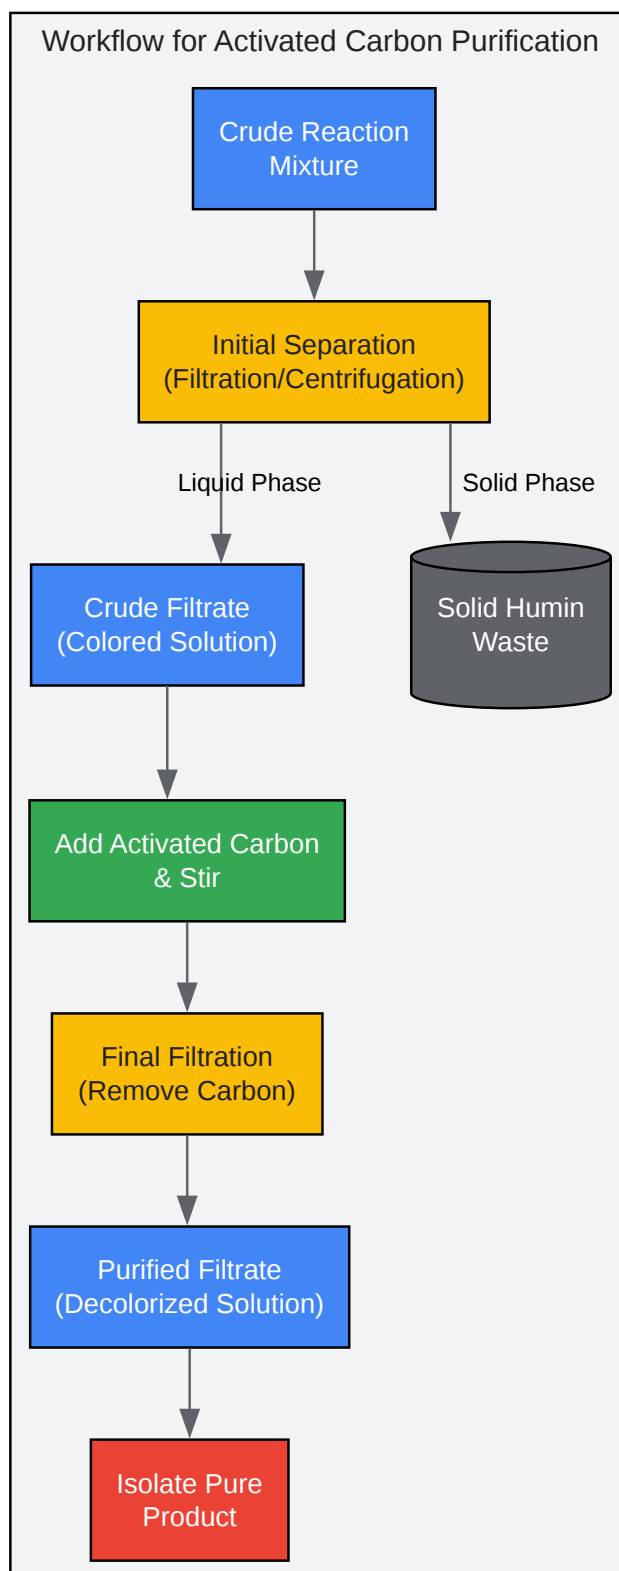 Workflow for Activated Carbon Purification
Crude Reaction
Mixture
Initial Separation
(Filtration/Centrifugation)
Liquid Phase
Solid Phase
Crude Filtrate
(Colored Solution)
Solid Humin
Waste
Add Activated Carbon
& Stir
Final Filtration
(Remove Carbon)
Purified Filtrate
(Decolorized Solution)
Isolate Pure
Product